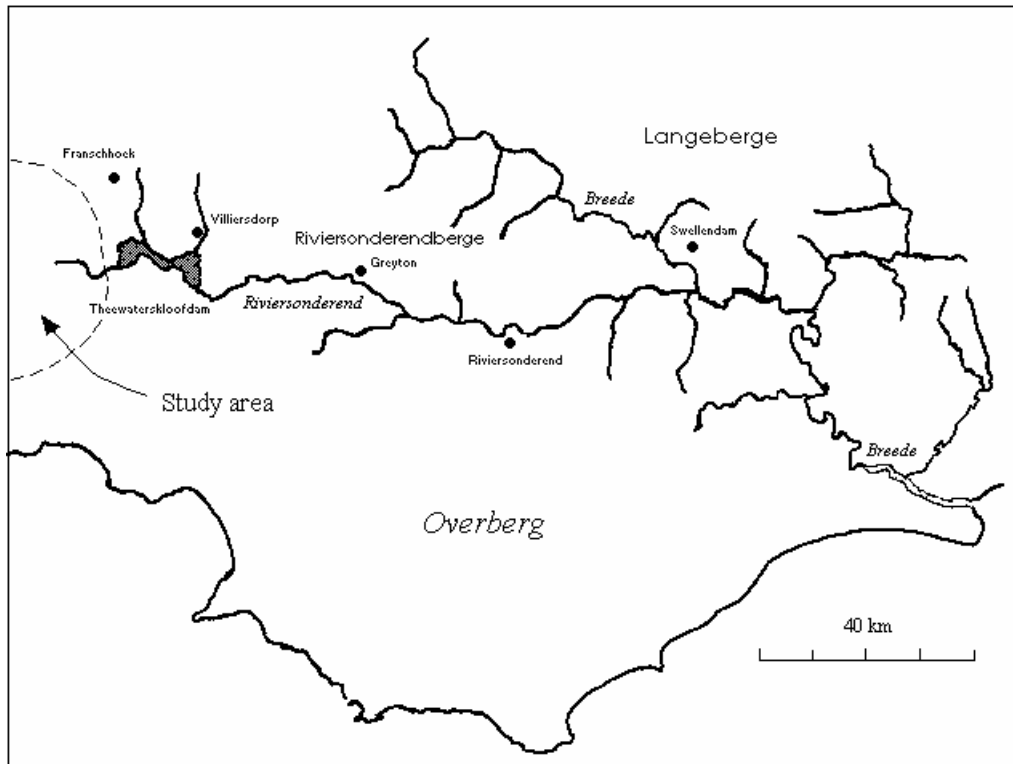 Langeberge
Franschhoek
Breede
Villiersdorp
Swellendam
Riviersonderendberge
Greyton
Theewaterskloofdam
Riviersonderend
Riviersonderend
Study area
Breede
Overberg
40 km